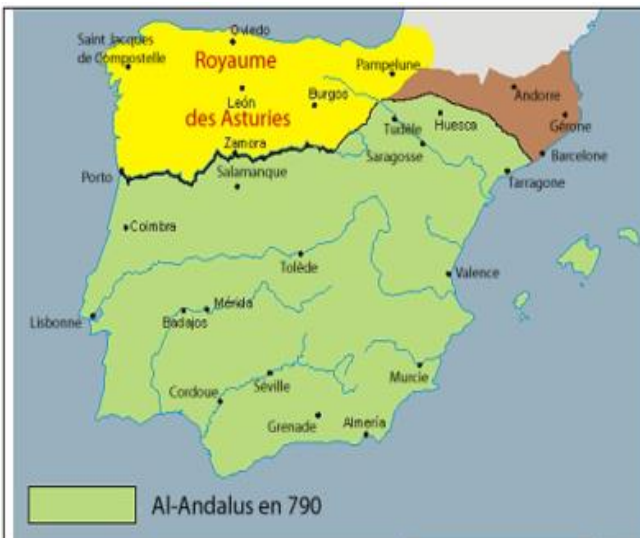 Oviedo
Saint Jacques
de Compostelle
Royaume
Pampelune
León
Burgos
Andorre
des Asturies
Tudèle
Huesca
Gérone
Zamora
Saragosse
Barcelone
Porto
Salamanque
Tarragone
Coimbra
Tolède
Valence
Lisbonne
Badajos
Mérida
Murcie
Cordoue
Séville
Grenade
Almería
Al-Andalus en 790